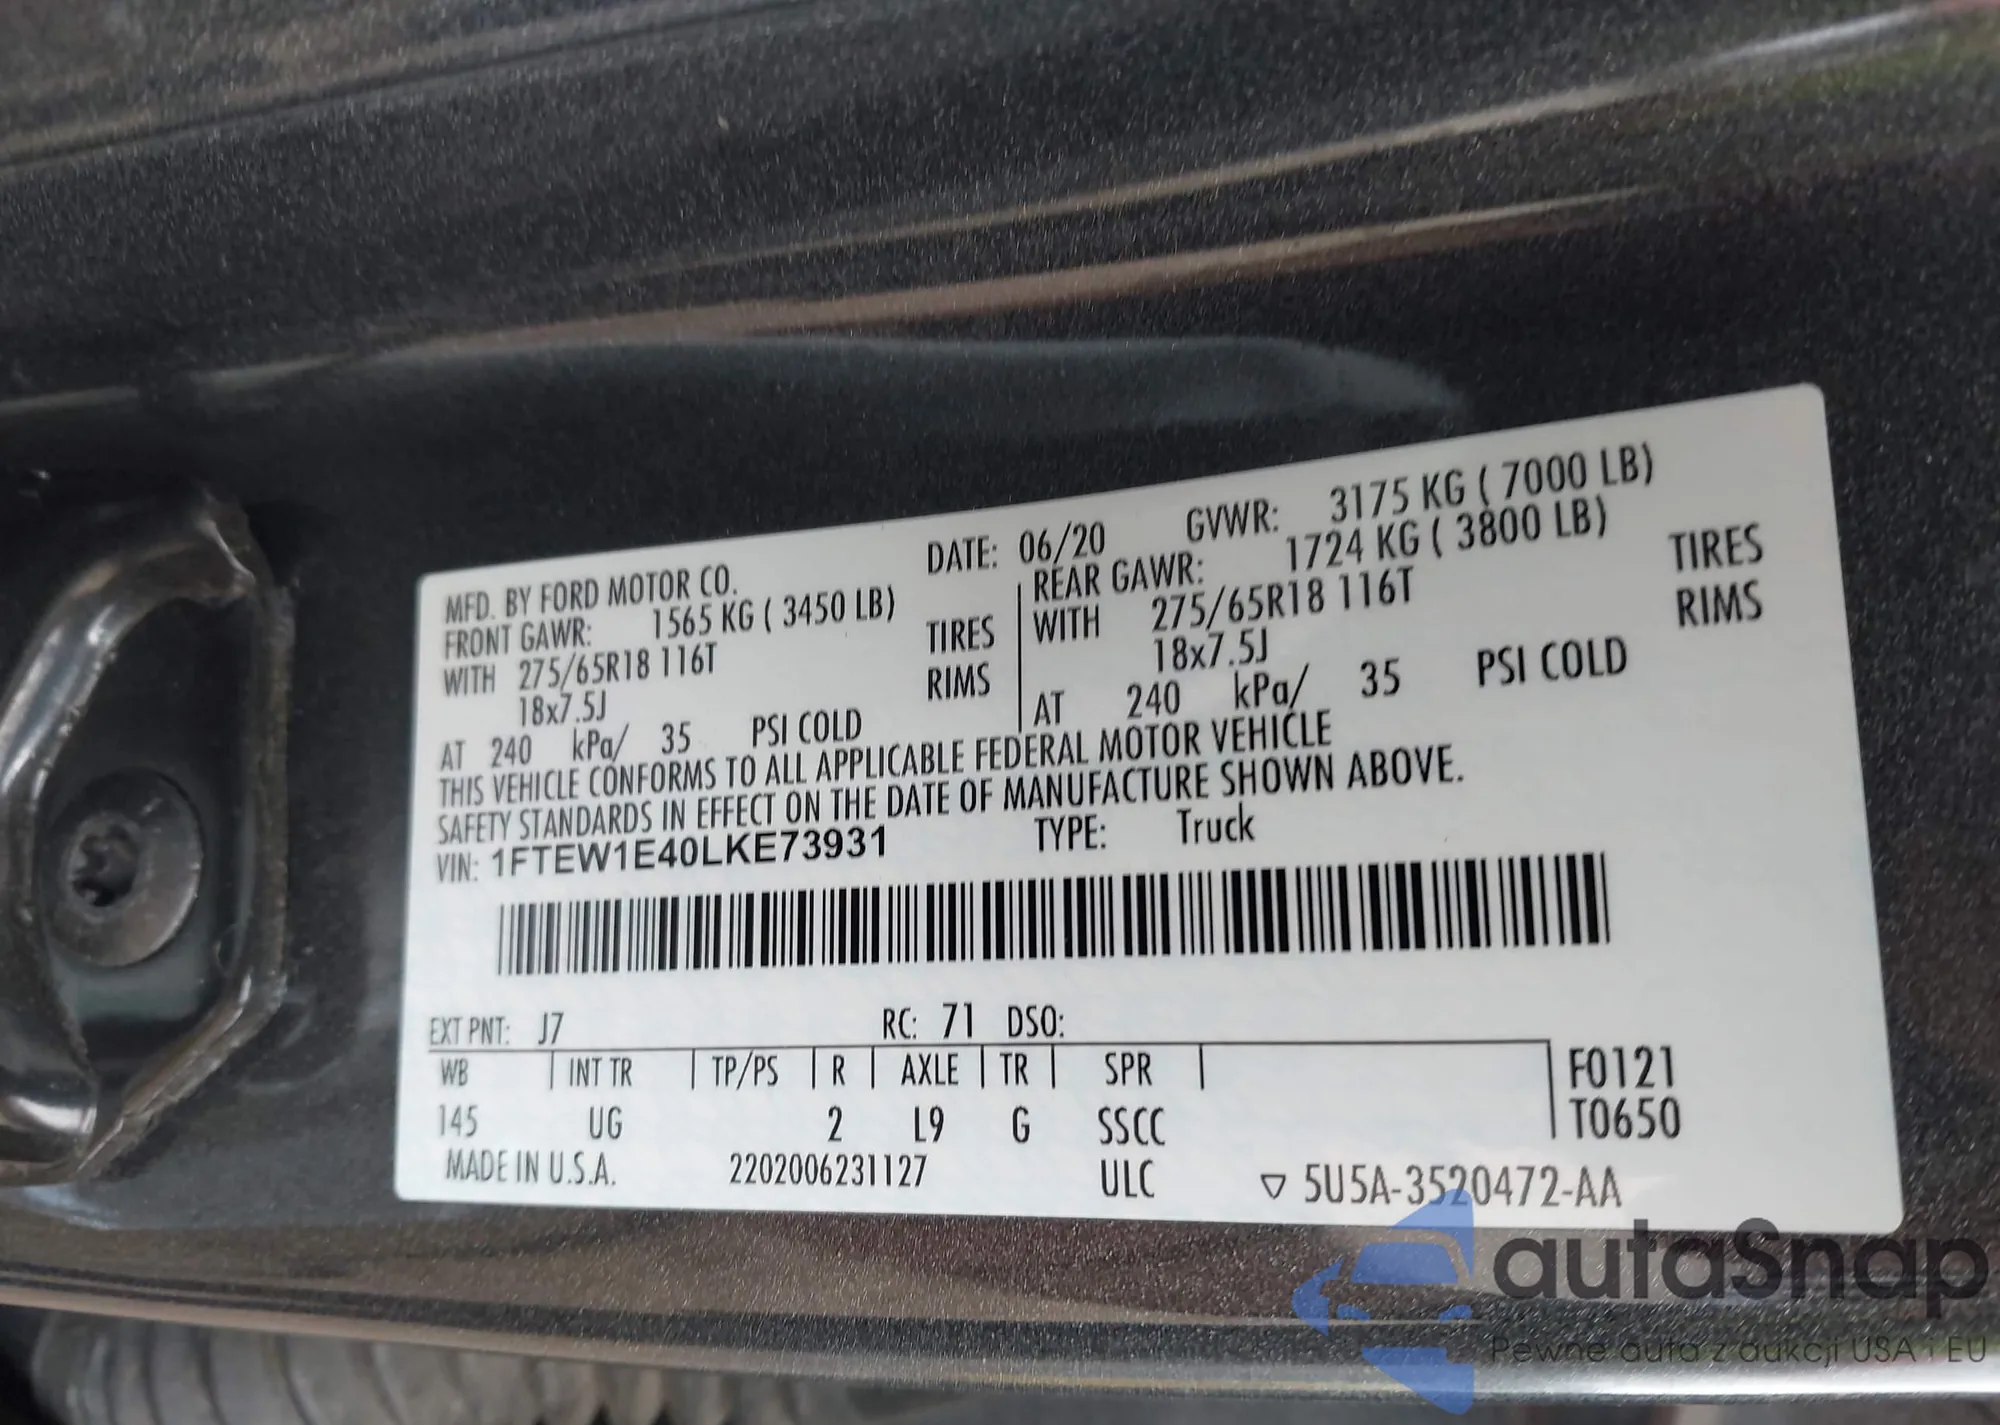 MFD. BY FORD MOTOR CO. DATE: 06/20 GVWR: 3175 KG ( 7000 LB)
FRONT GAWR: 1565 KG ( 3450 LB) REAR GAWR: 1724 KG ( 3800 LB)
WITH 275/65R18 116T TIRES WITH 275/65R18 116T TIRES
18x7.5J RIMS 18x7.5J RIMS
AT 240 kPa/ 35 PSI COLD AT 240 kPa/ 35 PSI COLD
THIS VEHICLE CONFORMS TO ALL APPLICABLE FEDERAL MOTOR VEHICLE
SAFETY STANDARDS IN EFFECT ON THE DATE OF MANUFACTURE SHOWN ABOVE.
VIN: 1FTEW1E40LKE73931 TYPE: Truck
EXT PNT: J7 RC: 71 DSO:
WB INT TR TP/PS R AXLE TR SPR F0121
145 UG 2 L9 G SSCC T0650
MADE IN U.S.A. 2202006231127 ULC ▽ 5U5A-3520472-AA
autaSnap
Pewne auta z aukcji USA i EU